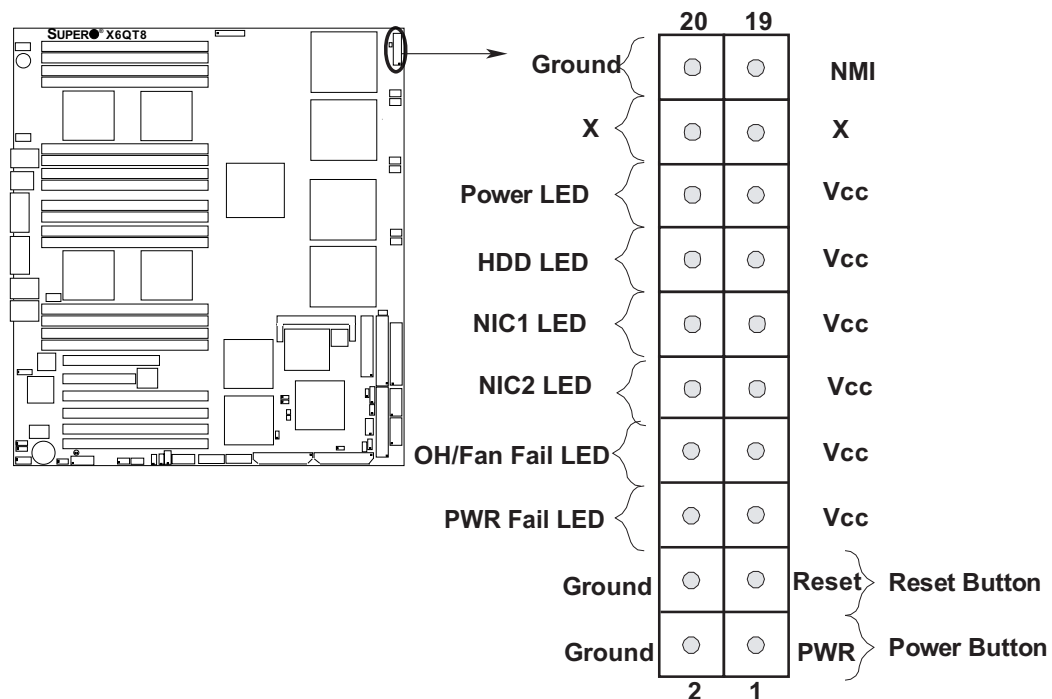 SUPER® X6QT8
20 19
Ground NMI
X X
Power LED Vcc
HDD LED Vcc
NIC1 LED Vcc
NIC2 LED Vcc
OH/Fan Fail LED Vcc
PWR Fail LED Vcc
Ground Reset Reset Button
Ground PWR Power Button
2 1